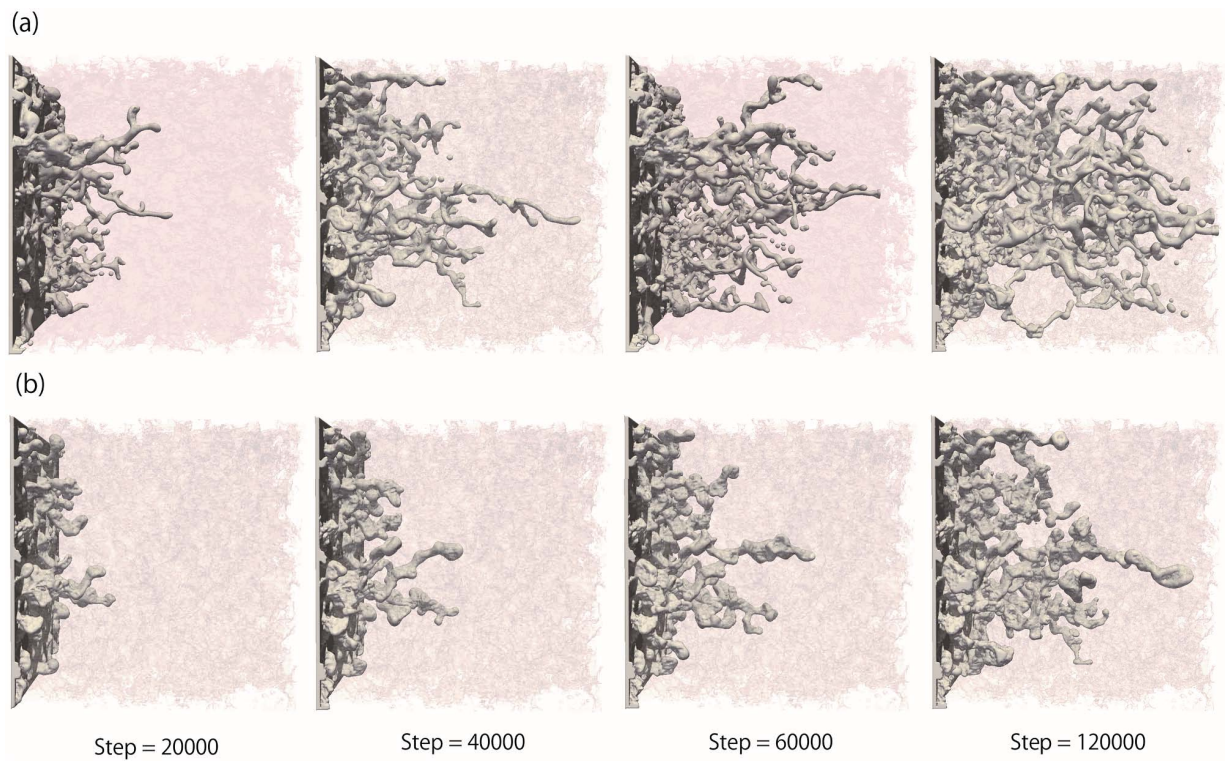 (a)
(b)
Step = 20000
Step = 40000
Step = 60000
Step = 120000